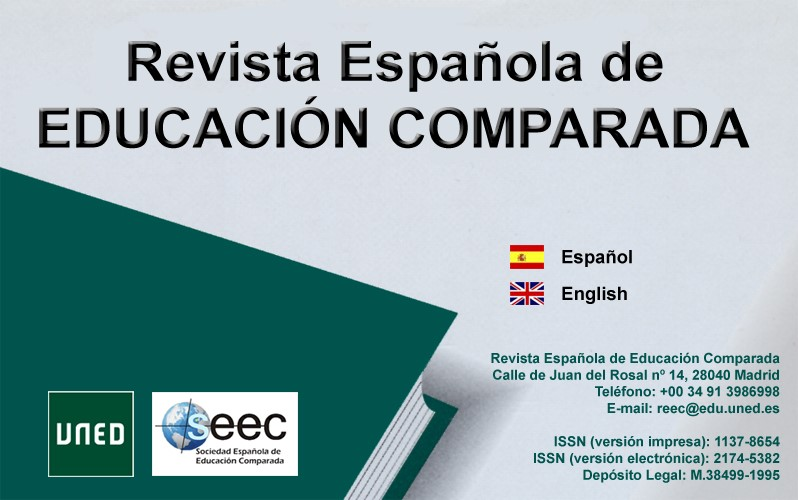 Revista Española de
EDUCACIÓN COMPARADA
Español
English
Revista Española de Educación Comparada
Calle de Juan del Rosal nº 14, 28040 Madrid
Teléfono: +00 34 91 3986998
E-mail: reec@edu.uned.es
ISSN (versión impresa): 1137-8654
ISSN (versión electrónica): 2174-5382
Depósito Legal: M.38499-1995
UNED
seec
Sociedad Española de
Educación Comparada